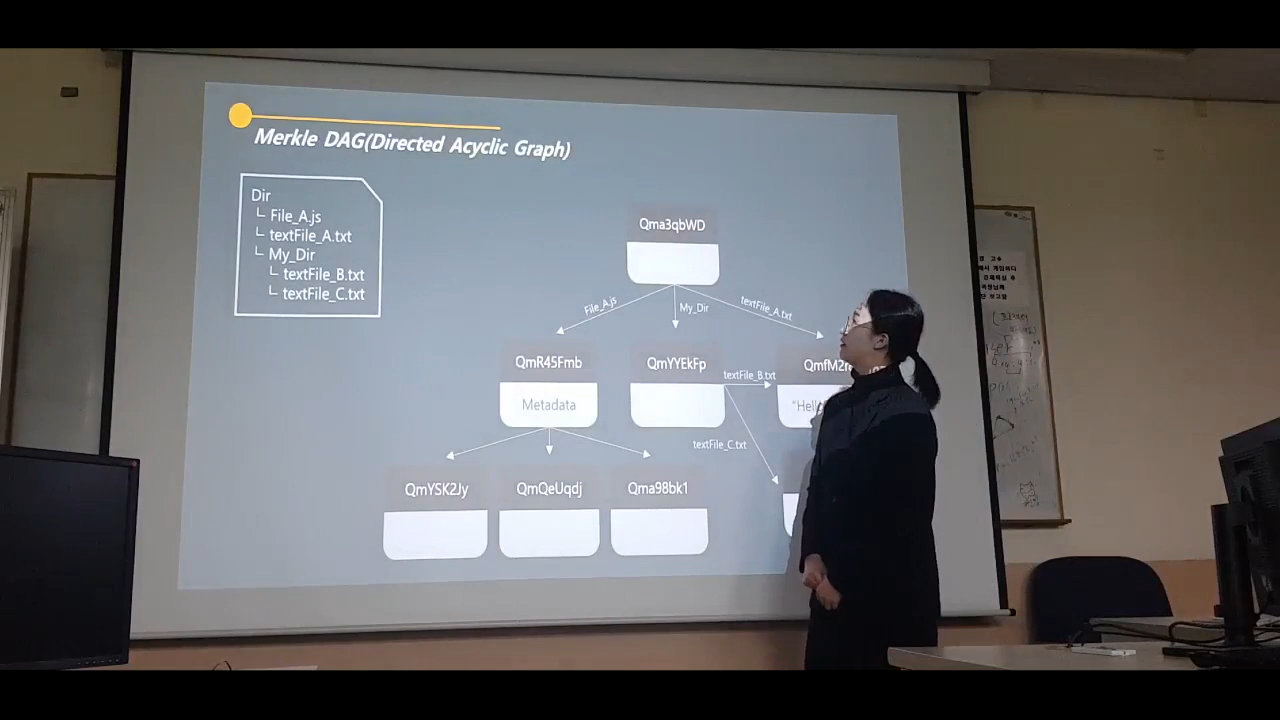 Merkle DAG(Directed Acyclic Graph)
Dir
└ File_A.js
└ textFile_A.txt
└ My_Dir
└ textFile_B.txt
└ textFile_C.txt
Qma3qbWD
File_A.js
My_Dir
textFile_A.txt
QmR45Fmb
Metadata
QmYYEkFp
textFile_B.txt
textFile_C.txt
QmYSK2Jy
QmQeUqdj
Qma98bk1